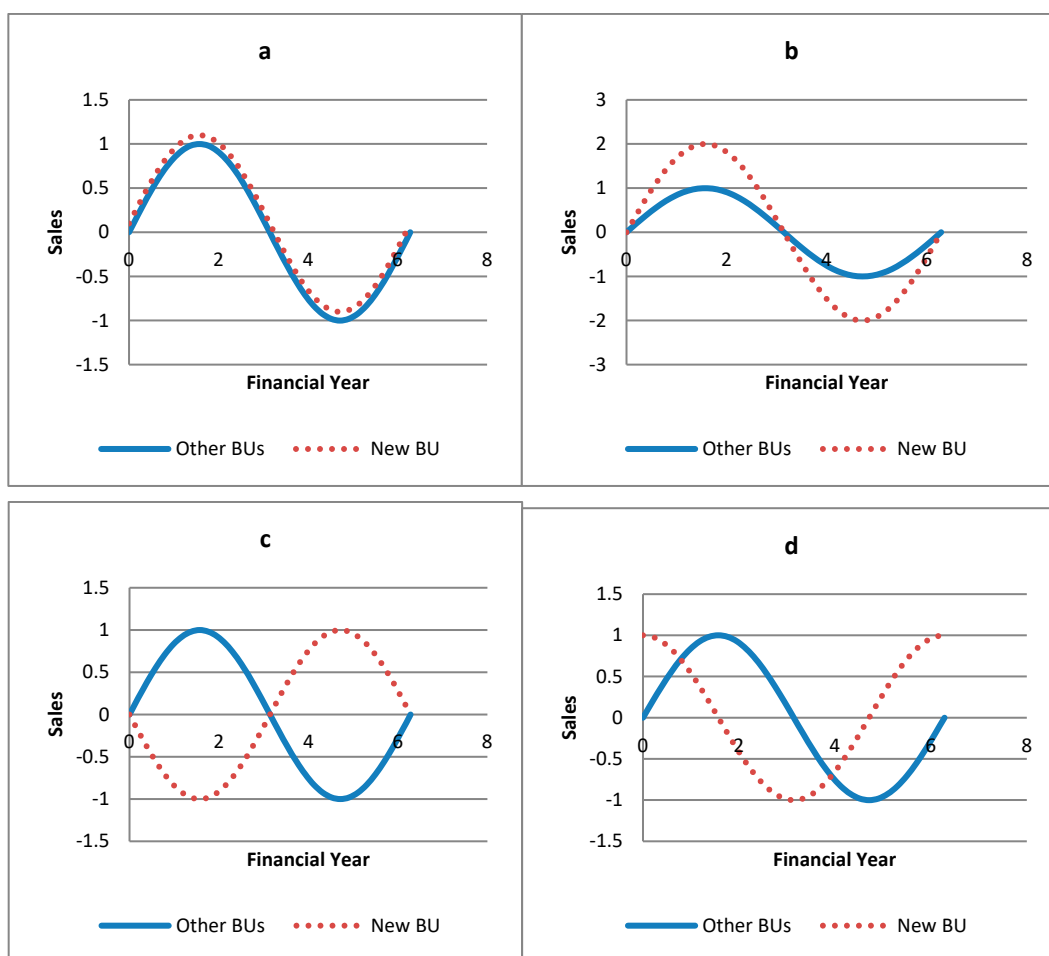 a
1.5
1
0.5
0
-0.5
-1
-1.5
0 2 4 6 8
Sales
Financial Year
Other BUs New BU
b
3
2
1
0
-1
-2
-3
0 2 4 6 8
Sales
Financial Year
Other BUs New BU
c
1.5
1
0.5
0
-0.5
-1
-1.5
0 2 4 6 8
Sales
Financial Year
Other BUs New BU
d
1.5
1
0.5
0
-0.5
-1
-1.5
0 2 4 6 8
Sales
Financial Year
Other BUs New BU